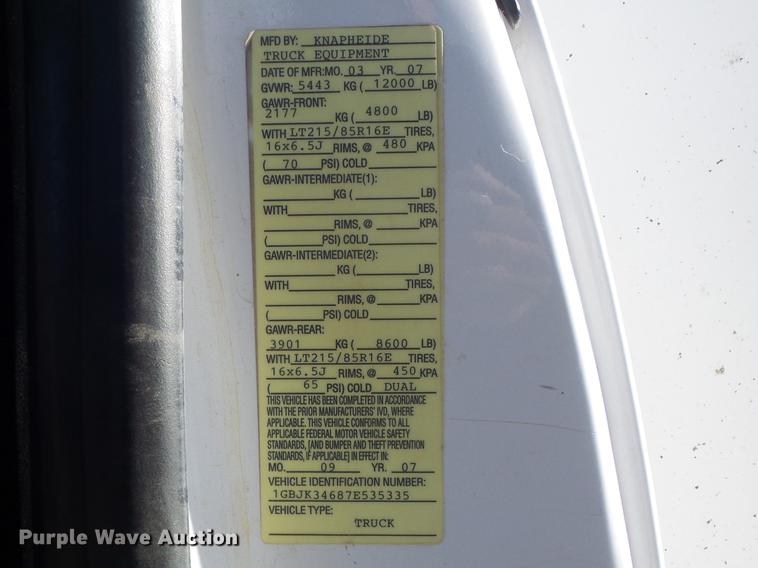 MFD BY: KNAPHEIDE
TRUCK EQUIPMENT
DATE OF MFR:MO. 03 YR. 07
GVWR: 5443 KG ( 12000 LB)
GAWR-FRONT:
2177 KG ( 4800 LB)
WITH LT215/85R16E TIRES,
16x6.5J RIMS, @ 480 KPA
( 70 PSI) COLD
GAWR-INTERMEDIATE(1):
KG ( LB)
WITH TIRES,
RIMS, @ KPA
( PSI) COLD
GAWR-INTERMEDIATE(2):
KG ( LB)
WITH TIRES,
RIMS, @ KPA
( PSI) COLD
GAWR-REAR:
3901 KG ( 8600 LB)
WITH LT215/85R16E TIRES,
16x6.5J RIMS, @ 450 KPA
( 65 PSI) COLD DUAL
THIS VEHICLE HAS BEEN COMPLETED IN ACCORDANCE
WITH THE PRIOR MANUFACTURERS' IVD, WHERE
APPLICABLE. THIS VEHICLE CONFORMS TO ALL
APPLICABLE FEDERAL MOTOR VEHICLE SAFETY
STANDARDS, [AND BUMPER AND THEFT PREVENTION
STANDARDS, IF APPLICABLE] IN EFFECT IN:
MO. 09 YR. 07
VEHICLE IDENTIFICATION NUMBER:
1GBJK34687E535335
VEHICLE TYPE:
TRUCK
Purple Wave Auction